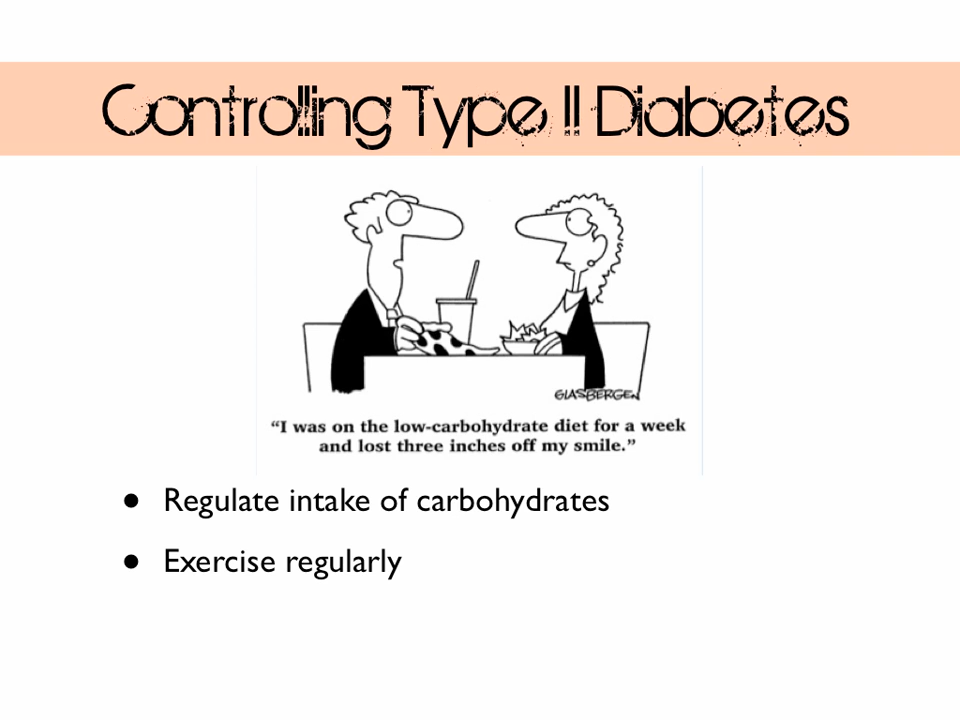 Controlling Type II Diabetes
GLASBERGEN
“I was on the low-carbohydrate diet for a week
and lost three inches off my smile.”
• Regulate intake of carbohydrates
• Exercise regularly